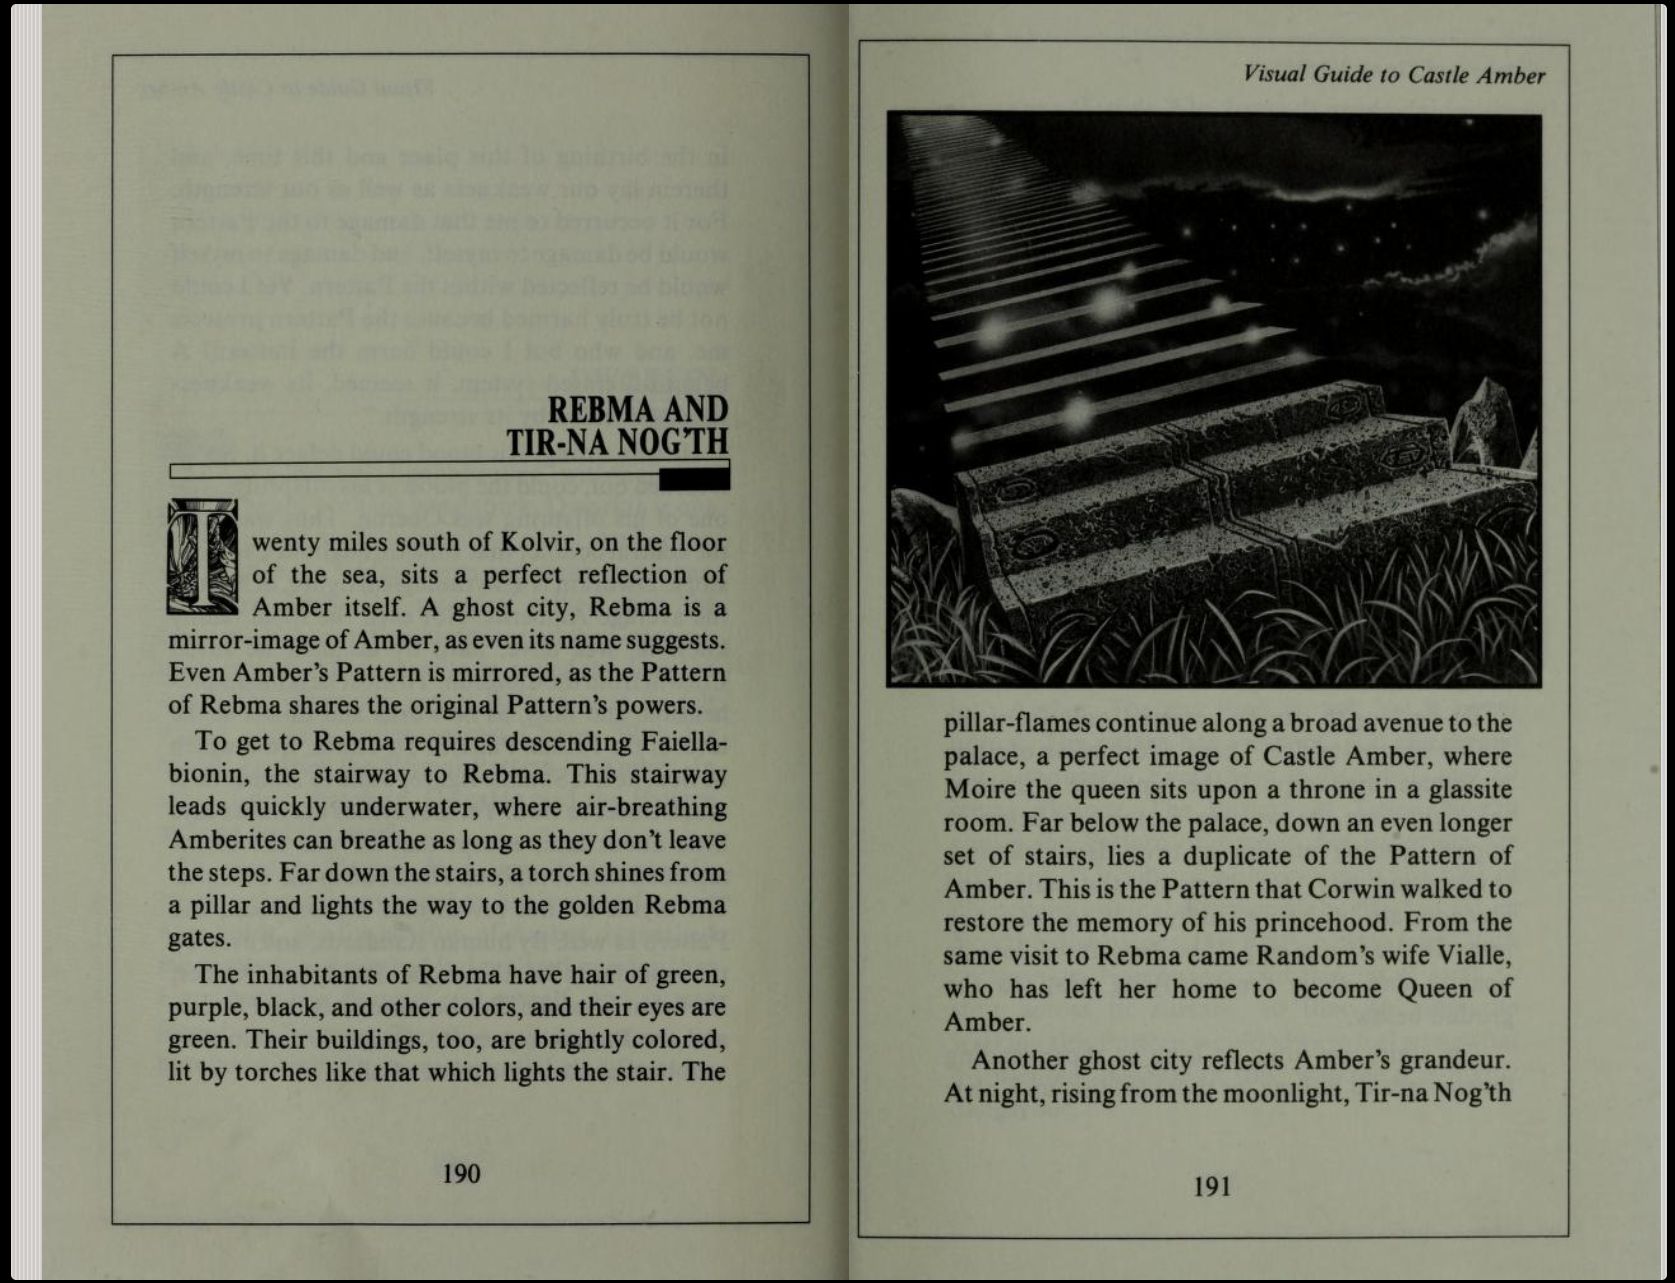 REBMA AND
TIR-NA NOG'TH
Twenty miles south of Kolvir, on the floor
of the sea, sits a perfect reflection of
Amber itself. A ghost city, Rebma is a
mirror-image of Amber, as even its name suggests.
Even Amber's Pattern is mirrored, as the Pattern
of Rebma shares the original Pattern's powers.
To get to Rebma requires descending Faiella-
bionin, the stairway to Rebma. This stairway
leads quickly underwater, where air-breathing
Amberites can breathe as long as they don't leave
the steps. Far down the stairs, a torch shines from
a pillar and lights the way to the golden Rebma
gates.
The inhabitants of Rebma have hair of green,
purple, black, and other colors, and their eyes are
green. Their buildings, too, are brightly colored,
lit by torches like that which lights the stair. The
190
Visual Guide to Castle Amber
pillar-flames continue along a broad avenue to the
palace, a perfect image of Castle Amber, where
Moire the queen sits upon a throne in a glassite
room. Far below the palace, down an even longer
set of stairs, lies a duplicate of the Pattern of
Amber. This is the Pattern that Corwin walked to
restore the memory of his princehood. From the
same visit to Rebma came Random's wife Vialle,
who has left her home to become Queen of
Amber.
Another ghost city reflects Amber's grandeur.
At night, rising from the moonlight, Tir-na Nog'th
191